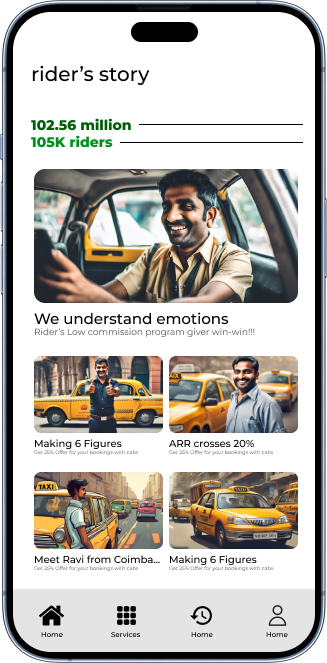 rider's story
102.56 million
105K riders
We understand emotions
Rider's Low commission program giver win-win!!!
Making 6 Figures
Get 25% Offer for your bookings with cabs
ARR crosses 20%
Get 25% Offer for your bookings with cabs
TAXI
Meet Ravi from Coimba...
Get 25% Offer for your bookings with cabs
Making 6 Figures
Get 25% Offer for your bookings with cabs
Home
Services
Home
Home